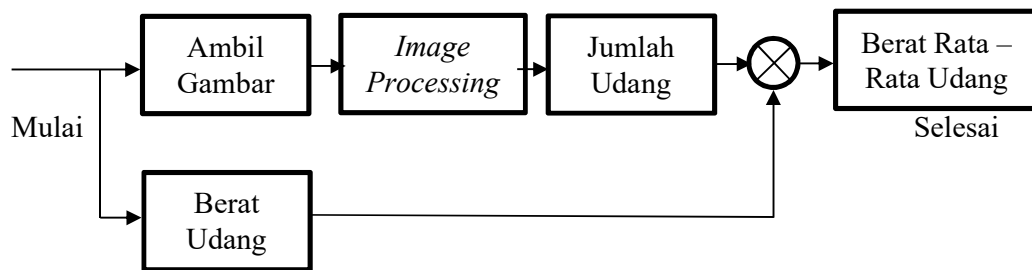 Ambil
Gambar
Image
Processing
Jumlah
Udang
Berat Rata –
Rata Udang
Mulai
Selesai
Berat
Udang